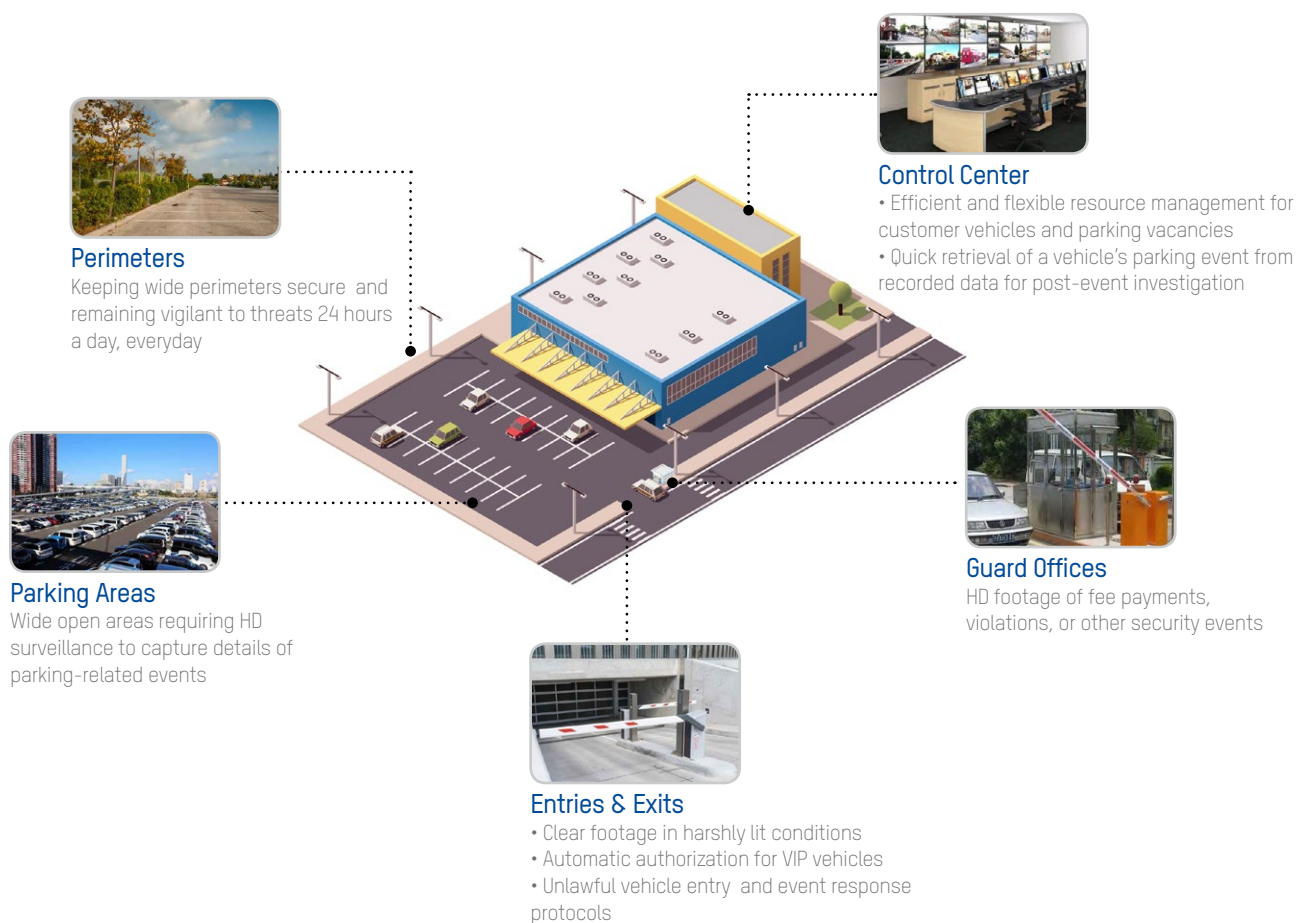 Control Center
• Efficient and flexible resource management for
customer vehicles and parking vacancies
• Quick retrieval of a vehicle's parking event from
recorded data for post-event investigation
Perimeters
Keeping wide perimeters secure and
remaining vigilant to threats 24 hours
a day, everyday
Parking Areas
Wide open areas requiring HD
surveillance to capture details of
parking-related events
Guard Offices
HD footage of fee payments,
violations, or other security events
Entries & Exits
• Clear footage in harshly lit conditions
• Automatic authorization for VIP vehicles
• Unlawful vehicle entry and event response
protocols